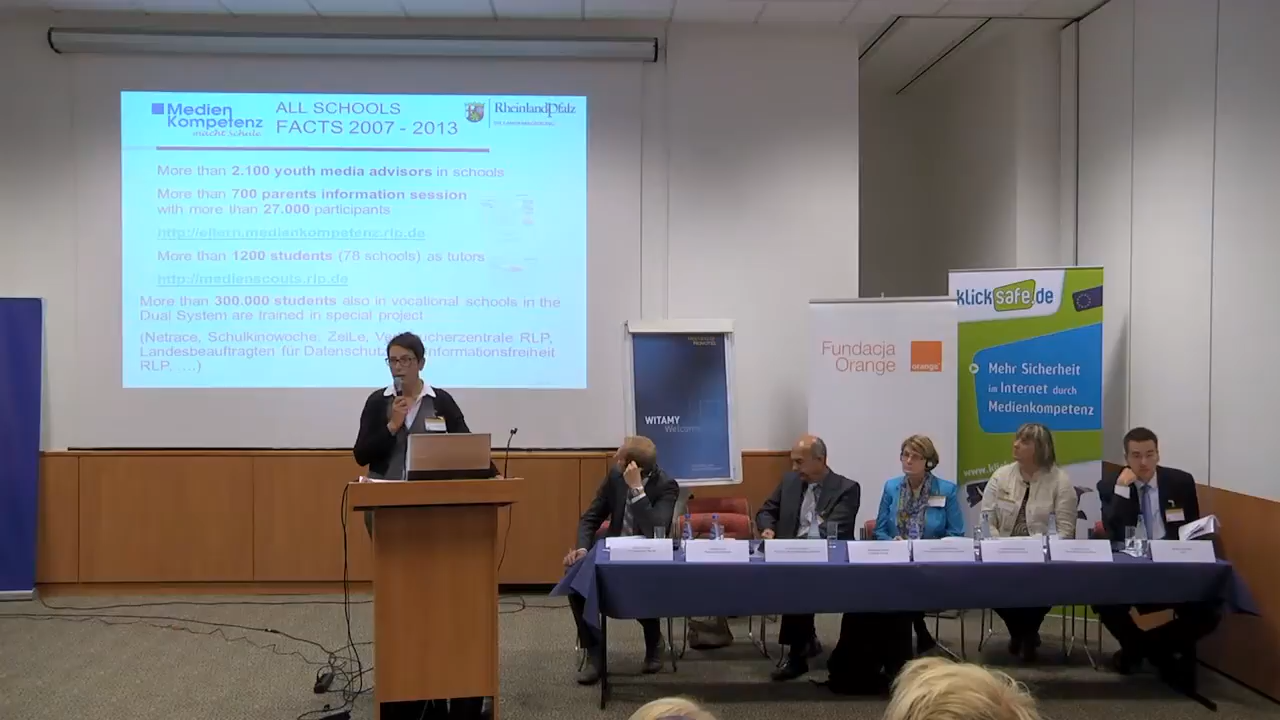 Medien
Kompetenz
macht Schule
ALL SCHOOLS
FACTS 2007 - 2013
RheinlandPfalz
More than 2.100 youth media advisors in schools
More than 700 parents information session
with more than 27.000 participants
http://eltern.medienkompetenz.rlp.de
More than 1200 students (78 schools) as tutors
http://medienscouts.rlp.de
More than 300.000 students also in vocational schools in the
Dual System are trained in special project
(Netrace, Schulkinowoche, ZeiLe, RLP,
Landesbeauftragten für Datenschutz Informationsfreiheit
RLP, ....)
WITAMY
Welcome
Fundacja
Orange
orange
klicksafe.de
Mehr Sicherheit
im Internet durch
Medienkompetenz